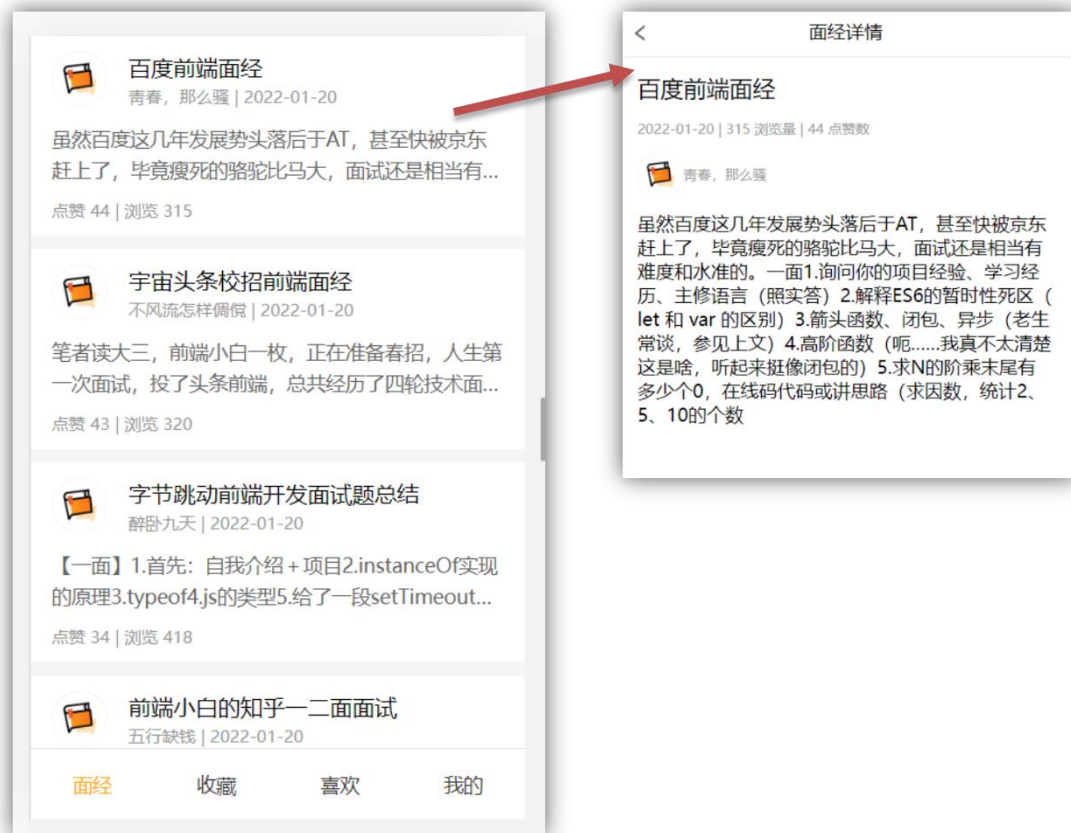 百度前端面经
青春，那么骚 | 2022-01-20
虽然百度这几年发展势头落后于AT，甚至快被京东
赶上了，毕竟瘦死的骆驼比马大，面试还是相当有...
点赞 44 | 浏览 315
宇宙头条校招前端面经
不风流怎样倜傥 | 2022-01-20
笔者读大三，前端小白一枚，正在准备春招，人生第
一次面试，投了头条前端，总共经历了四轮技术面...
点赞 43 | 浏览 320
字节跳动前端开发面试题总结
醉卧九天 | 2022-01-20
【一面】1.首先：自我介绍 + 项目2.instanceOf实现
的原理3.typeof4.js的类型5.给了一段setTimeout...
点赞 34 | 浏览 418
前端小白的知乎一二面面试
五行缺钱 | 2022-01-20
面经 收藏 喜欢 我的
面经详情
百度前端面经
2022-01-20 | 315 浏览量 | 44 点赞数
青春，那么骚
虽然百度这几年发展势头落后于AT，甚至快被京东
赶上了，毕竟瘦死的骆驼比马大，面试还是相当有
难度和水准的。一面1.询问你的项目经验、学习经
历、主修语言（照实答）2.解释ES6的暂时性死区（
let 和 var 的区别）3.箭头函数、闭包、异步（老生
常谈，参见上文）4.高阶函数（呃......我真不太清楚
这是啥，听起来挺像闭包的）5.求N的阶乘末尾有
多少个0，在线码代码或讲思路（求因数，统计2、
5、10的个数